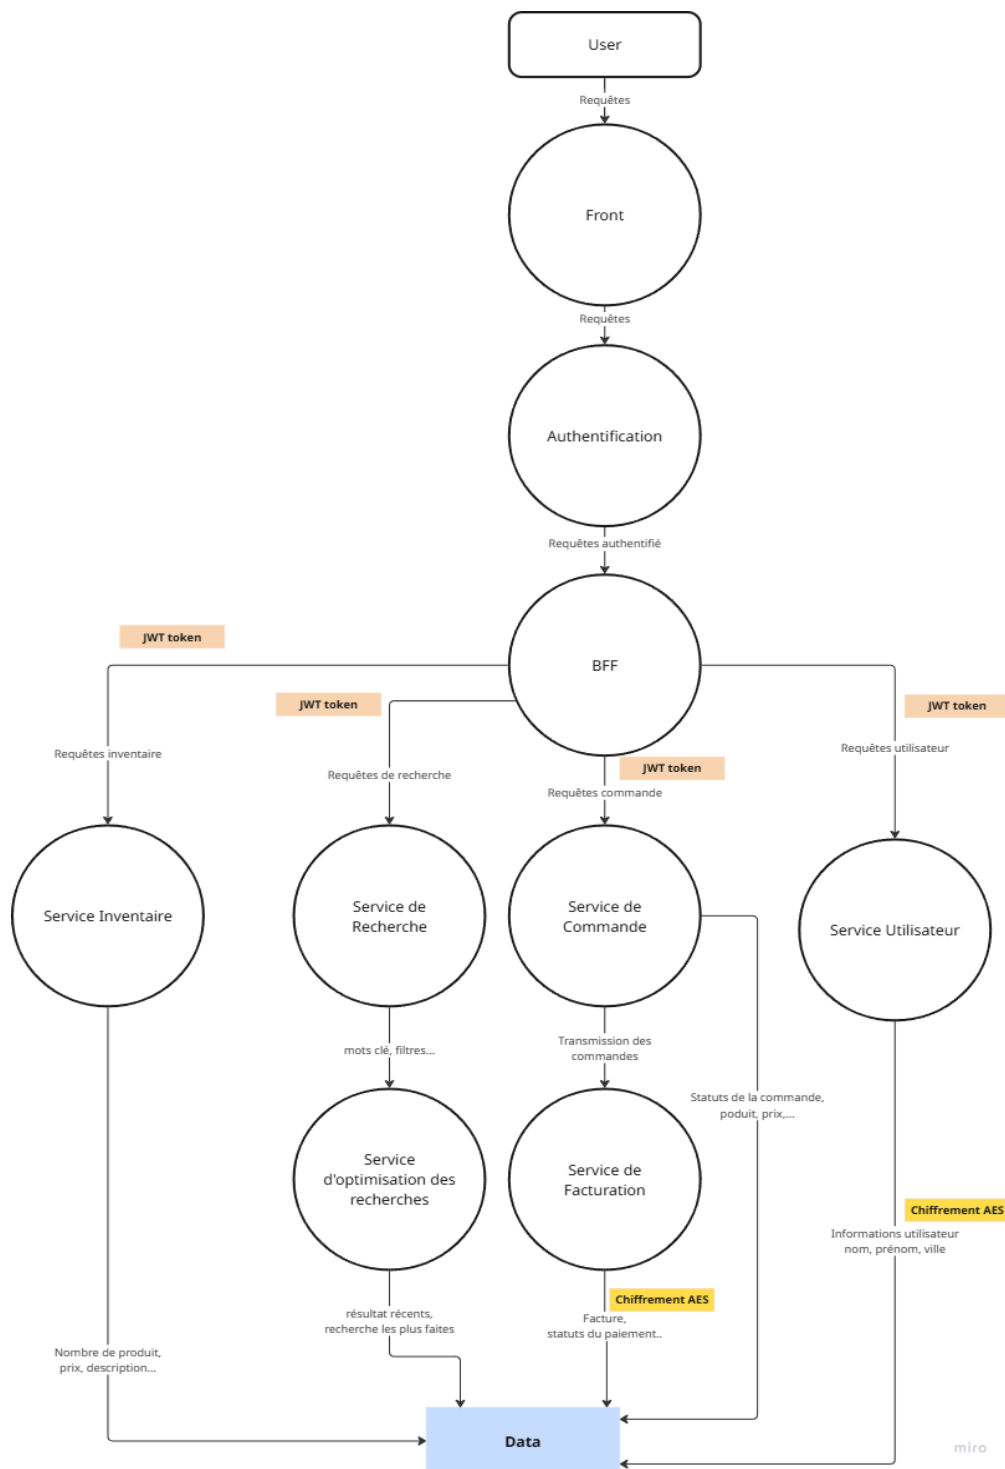 User
Requêtes
Front
Requêtes
Authentification
Requêtes authentifié
BFF
JWT token
JWT token
JWT token
JWT token
Requêtes inventaire
Requêtes de recherche
Requêtes commande
Requêtes utilisateur
Service Inventaire
Service de
Recherche
Service de
Commande
Service Utilisateur
mots clé, filtres...
Transmission des
commandes
Statuts de la commande,
poduit, prix,...
Service
d'optimisation des
recherches
Service de
Facturation
Chiffrement AES
Informations utilisateur
nom, prénom, ville
Chiffrement AES
résultat récents,
recherche les plus faites
Facture,
statuts du paiement..
Nombre de produit,
prix, description...
Data
miro